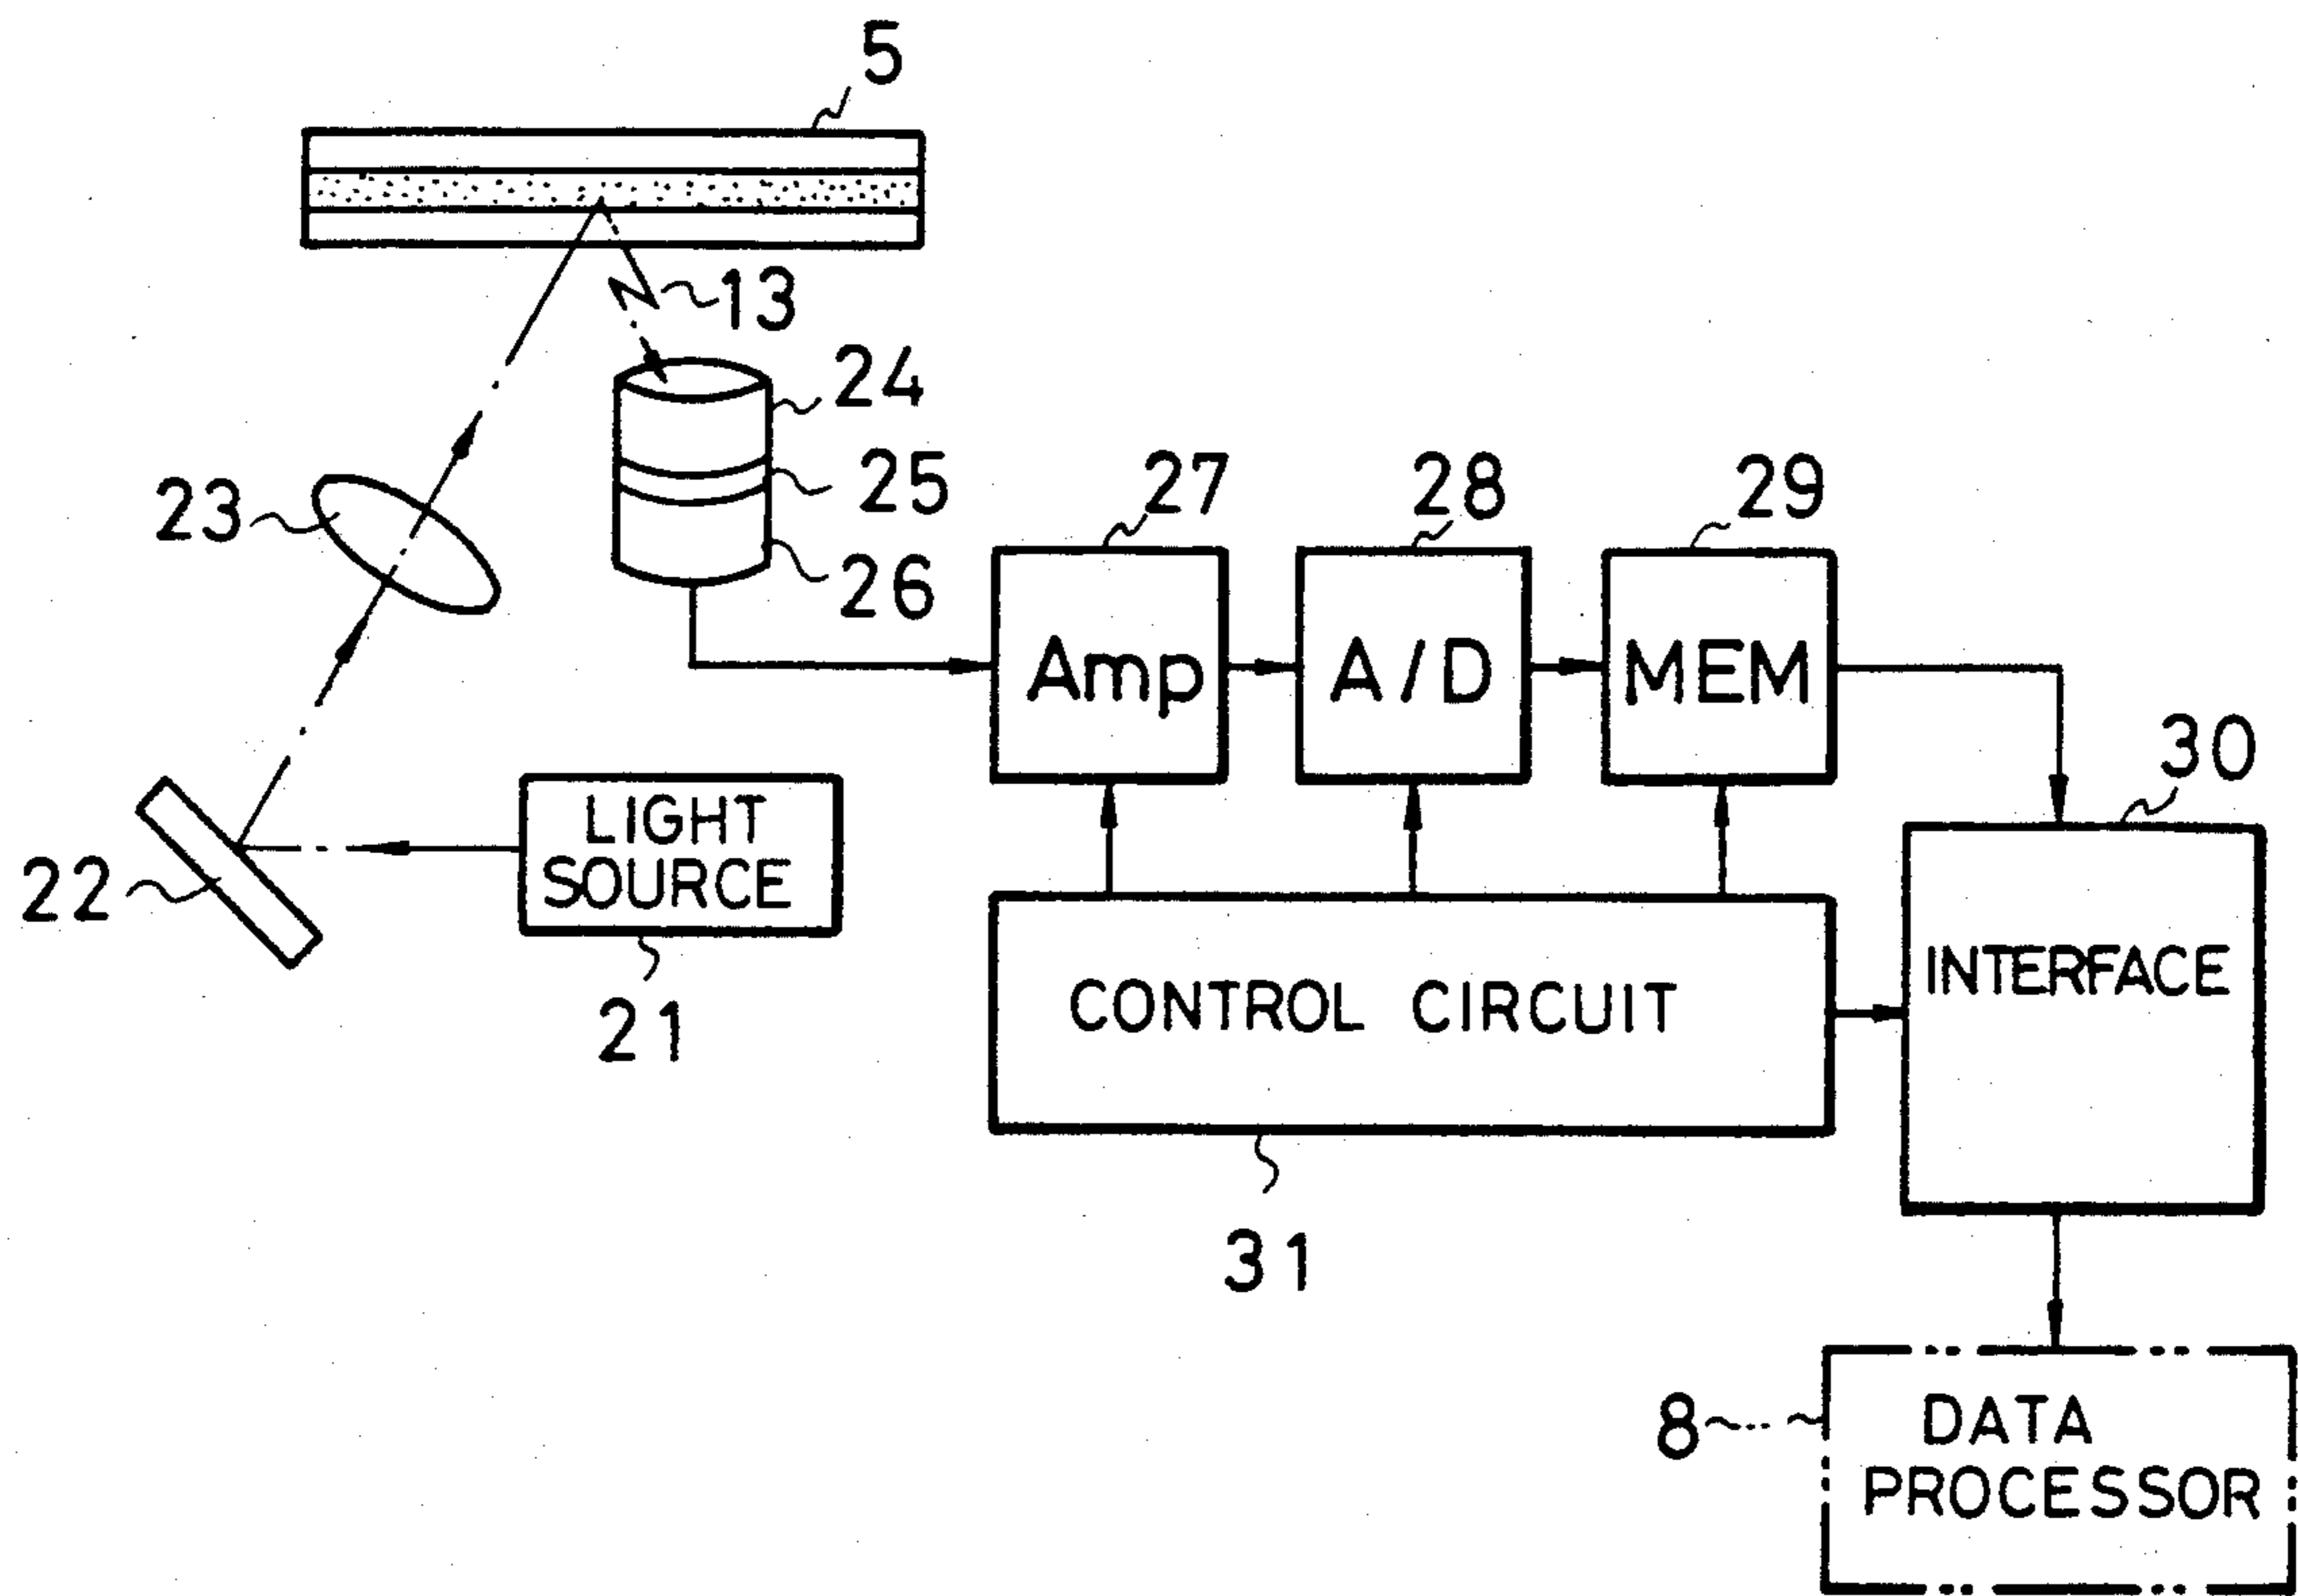 5
13
24
25
26
23
27
28
29
Amp
A/D
MEM
30
22
LIGHT
SOURCE
21
CONTROL CIRCUIT
INTERFACE
31
8
DATA
PROCESSOR